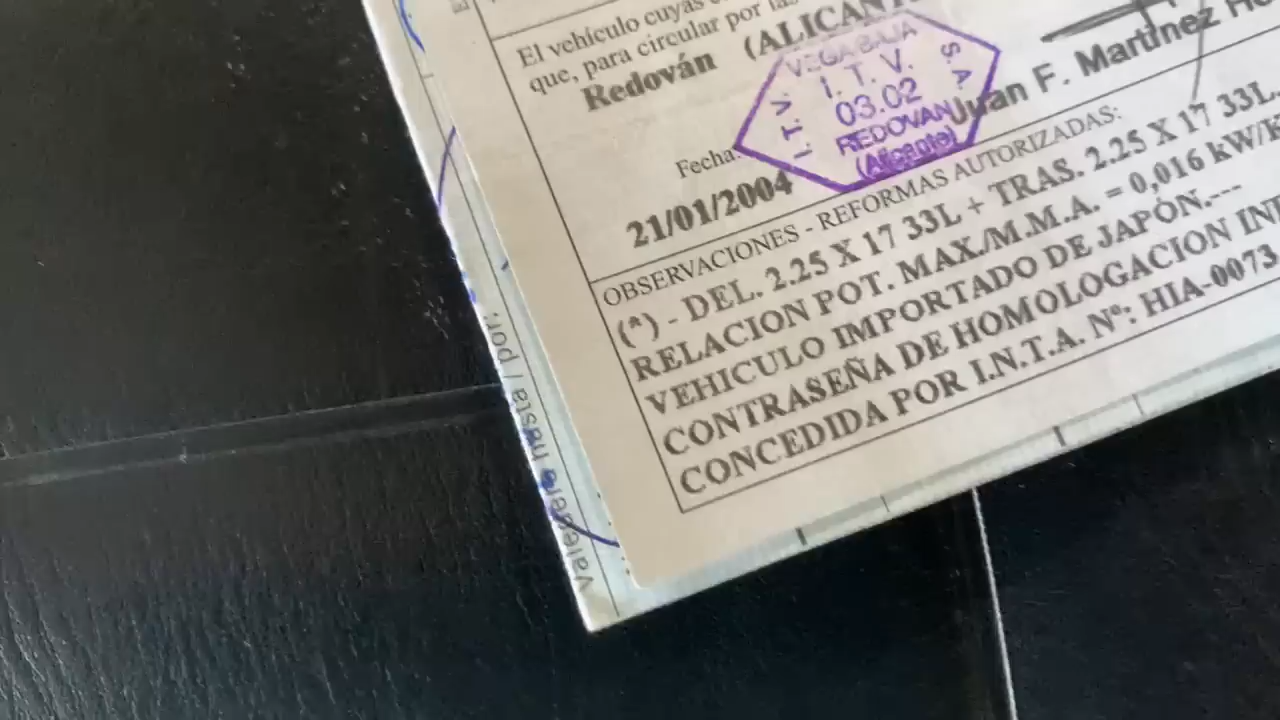 El vehículo cuyas
que, para circular por las
Redován (ALICANT
VEGA BAJA
I. T. V.
S. A
I. T. V.
03.02
REDOVAN
(Alicante)
Juan F. Martínez
Fecha:
21/01/2004
OBSERVACIONES - REFORMAS AUTORIZADAS:
(*) - DEL. 2.25 X 17 33L + TRAS. 2.25 X 17 33L.
RELACION POT. MAX/M.M.A. = 0,016 kW/K
VEHICULO IMPORTADO DE JAPÓN.---
CONTRASEÑA DE HOMOLOGACION
CONCEDIDA POR I.N.T.A. Nº: HIA-0073
Valedero hasta / por: